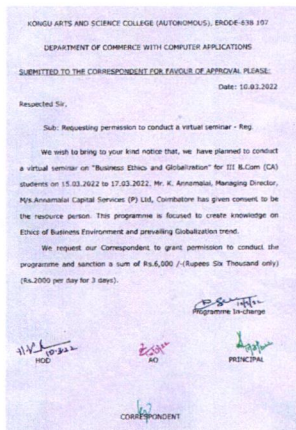 KONGU ARTS AND SCIENCE COLLEGE (AUTONOMOUS), ERODE-638 107
DEPARTMENT OF COMMERCE WITH COMPUTER APPLICATIONS
SUBMITTED TO THE CORRESPONDENT FOR FAVOUR OF APPROVAL PLEASE:
Date: 10.03.2022
Respected Sir,
Sub: Requesting permission to conduct a virtual seminar - Reg.
We wish to bring to your kind notice that, we have planned to conduct
a virtual seminar on "Business Ethics and Globalization" for III B.Com (CA)
students on 15.03.2022 to 17.03.2022. Mr. K. Annamalai, Managing Director,
M/s.Annamalai Capital Services (P) Ltd, Coimbatore has given consent to be
the resource person. This programme is focused to create knowledge on
Ethics of Business Environment and prevailing Globalization trend.
We request our Correspondent to grant permission to conduct the
programme and sanction a sum of Rs.6,000 /-(Rupees Six Thousand only)
(Rs.2000 per day for 3 days).
Programme In-charge
HOD AO PRINCIPAL
CORRESPONDENT